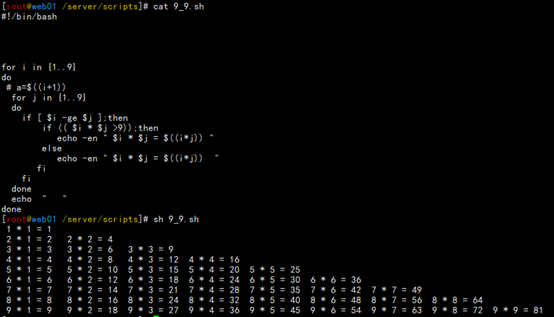 [root@web01 /server/scripts]# cat 9_9.sh
#!/bin/bash
for i in {1..9}
do
 # a=$((i+1))
  for j in {1..9}
  do
    if [ $i -ge $j ];then
        if (( $i * $j >9));then
           echo -en " $i * $j = $((i*j)) "
        else
           echo -en " $i * $j = $((i*j))  "
       fi
    fi
  done
  echo  "   "
done
[root@web01 /server/scripts]# sh 9_9.sh
 1 * 1 = 1
 2 * 1 = 2   2 * 2 = 4
 3 * 1 = 3   3 * 2 = 6   3 * 3 = 9
 4 * 1 = 4   4 * 2 = 8   4 * 3 = 12  4 * 4 = 16
 5 * 1 = 5   5 * 2 = 10  5 * 3 = 15  5 * 4 = 20  5 * 5 = 25
 6 * 1 = 6   6 * 2 = 12  6 * 3 = 18  6 * 4 = 24  6 * 5 = 30  6 * 6 = 36
 7 * 1 = 7   7 * 2 = 14  7 * 3 = 21  7 * 4 = 28  7 * 5 = 35  7 * 6 = 42  7 * 7 = 49
 8 * 1 = 8   8 * 2 = 16  8 * 3 = 24  8 * 4 = 32  8 * 5 = 40  8 * 6 = 48  8 * 7 = 56  8 * 8 = 64
 9 * 1 = 9   9 * 2 = 18  9 * 3 = 27  9 * 4 = 36  9 * 5 = 45  9 * 6 = 54  9 * 7 = 63  9 * 8 = 72  9 * 9 = 81